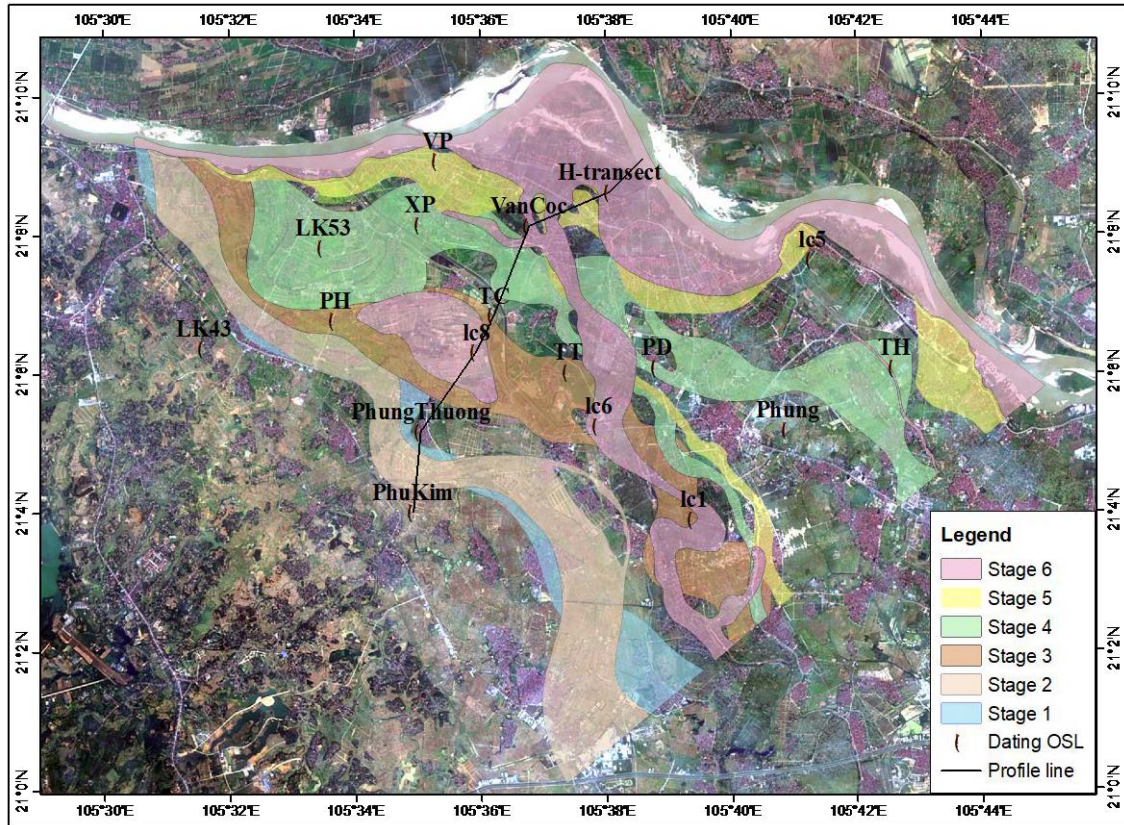 105°30'E 105°32'E 105°34'E 105°36'E 105°38'E 105°40'E 105°42'E 105°44'E
21°10'N 21°10'N
VP
H-transect
XP VanCoc
21°8'N 21°8'N
LK53 lc5
TC
PH
LK43 lc8
21°6'N TT PD TH 21°6'N
PhungThuong lc6 Phung
PhuKim lc1
21°4'N 21°4'N
Legend
Stage 6
Stage 5
Stage 4
Stage 3
Stage 2
Stage 1
Dating OSL
Profile line
21°2'N 21°2'N
21°0'N 21°0'N
105°30'E 105°32'E 105°34'E 105°36'E 105°38'E 105°40'E 105°42'E 105°44'E